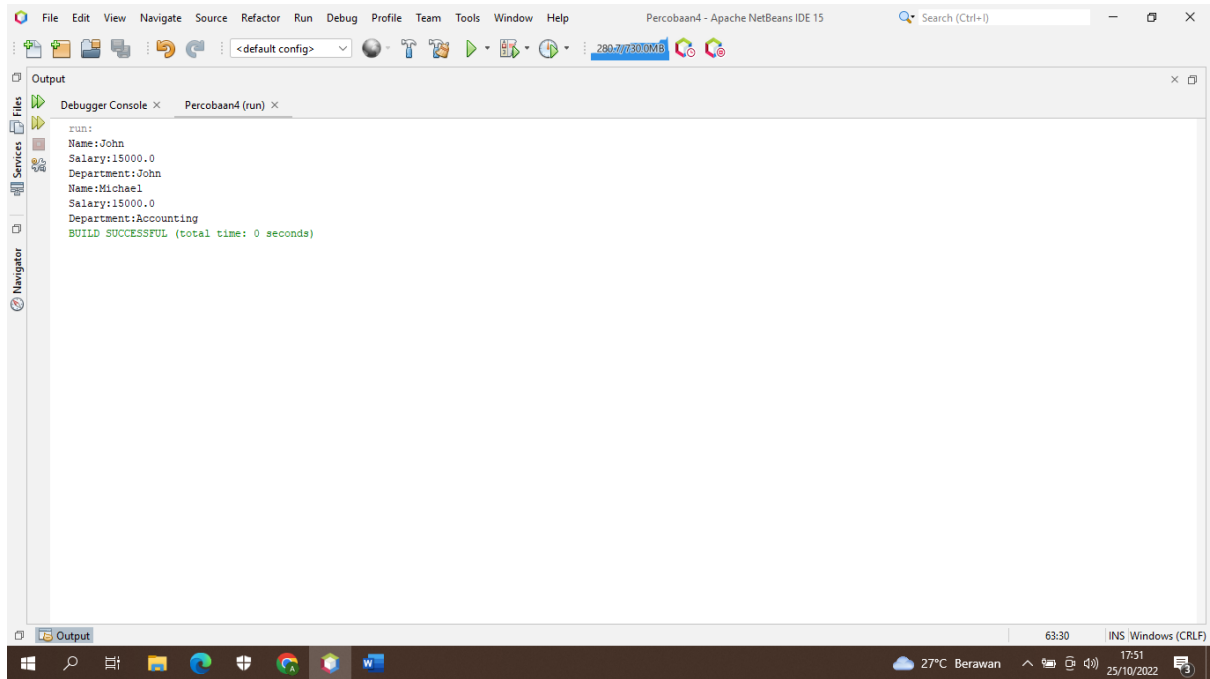 File Edit View Navigate Source Refactor Run Debug Profile Team Tools Window Help Percobaan4 - Apache NetBeans IDE 15 Search (Ctrl+I)
<default config> 280.7/730.0MB
Output
Debugger Console Percobaan4 (run)
Files
Services
Navigator
run:
Name:John
Salary:15000.0
Department:John
Name:Michael
Salary:15000.0
Department:Accounting
BUILD SUCCESSFUL (total time: 0 seconds)
Output 63:30 INS Windows (CRLF)
27°C Berawan 17:51
25/10/2022 3